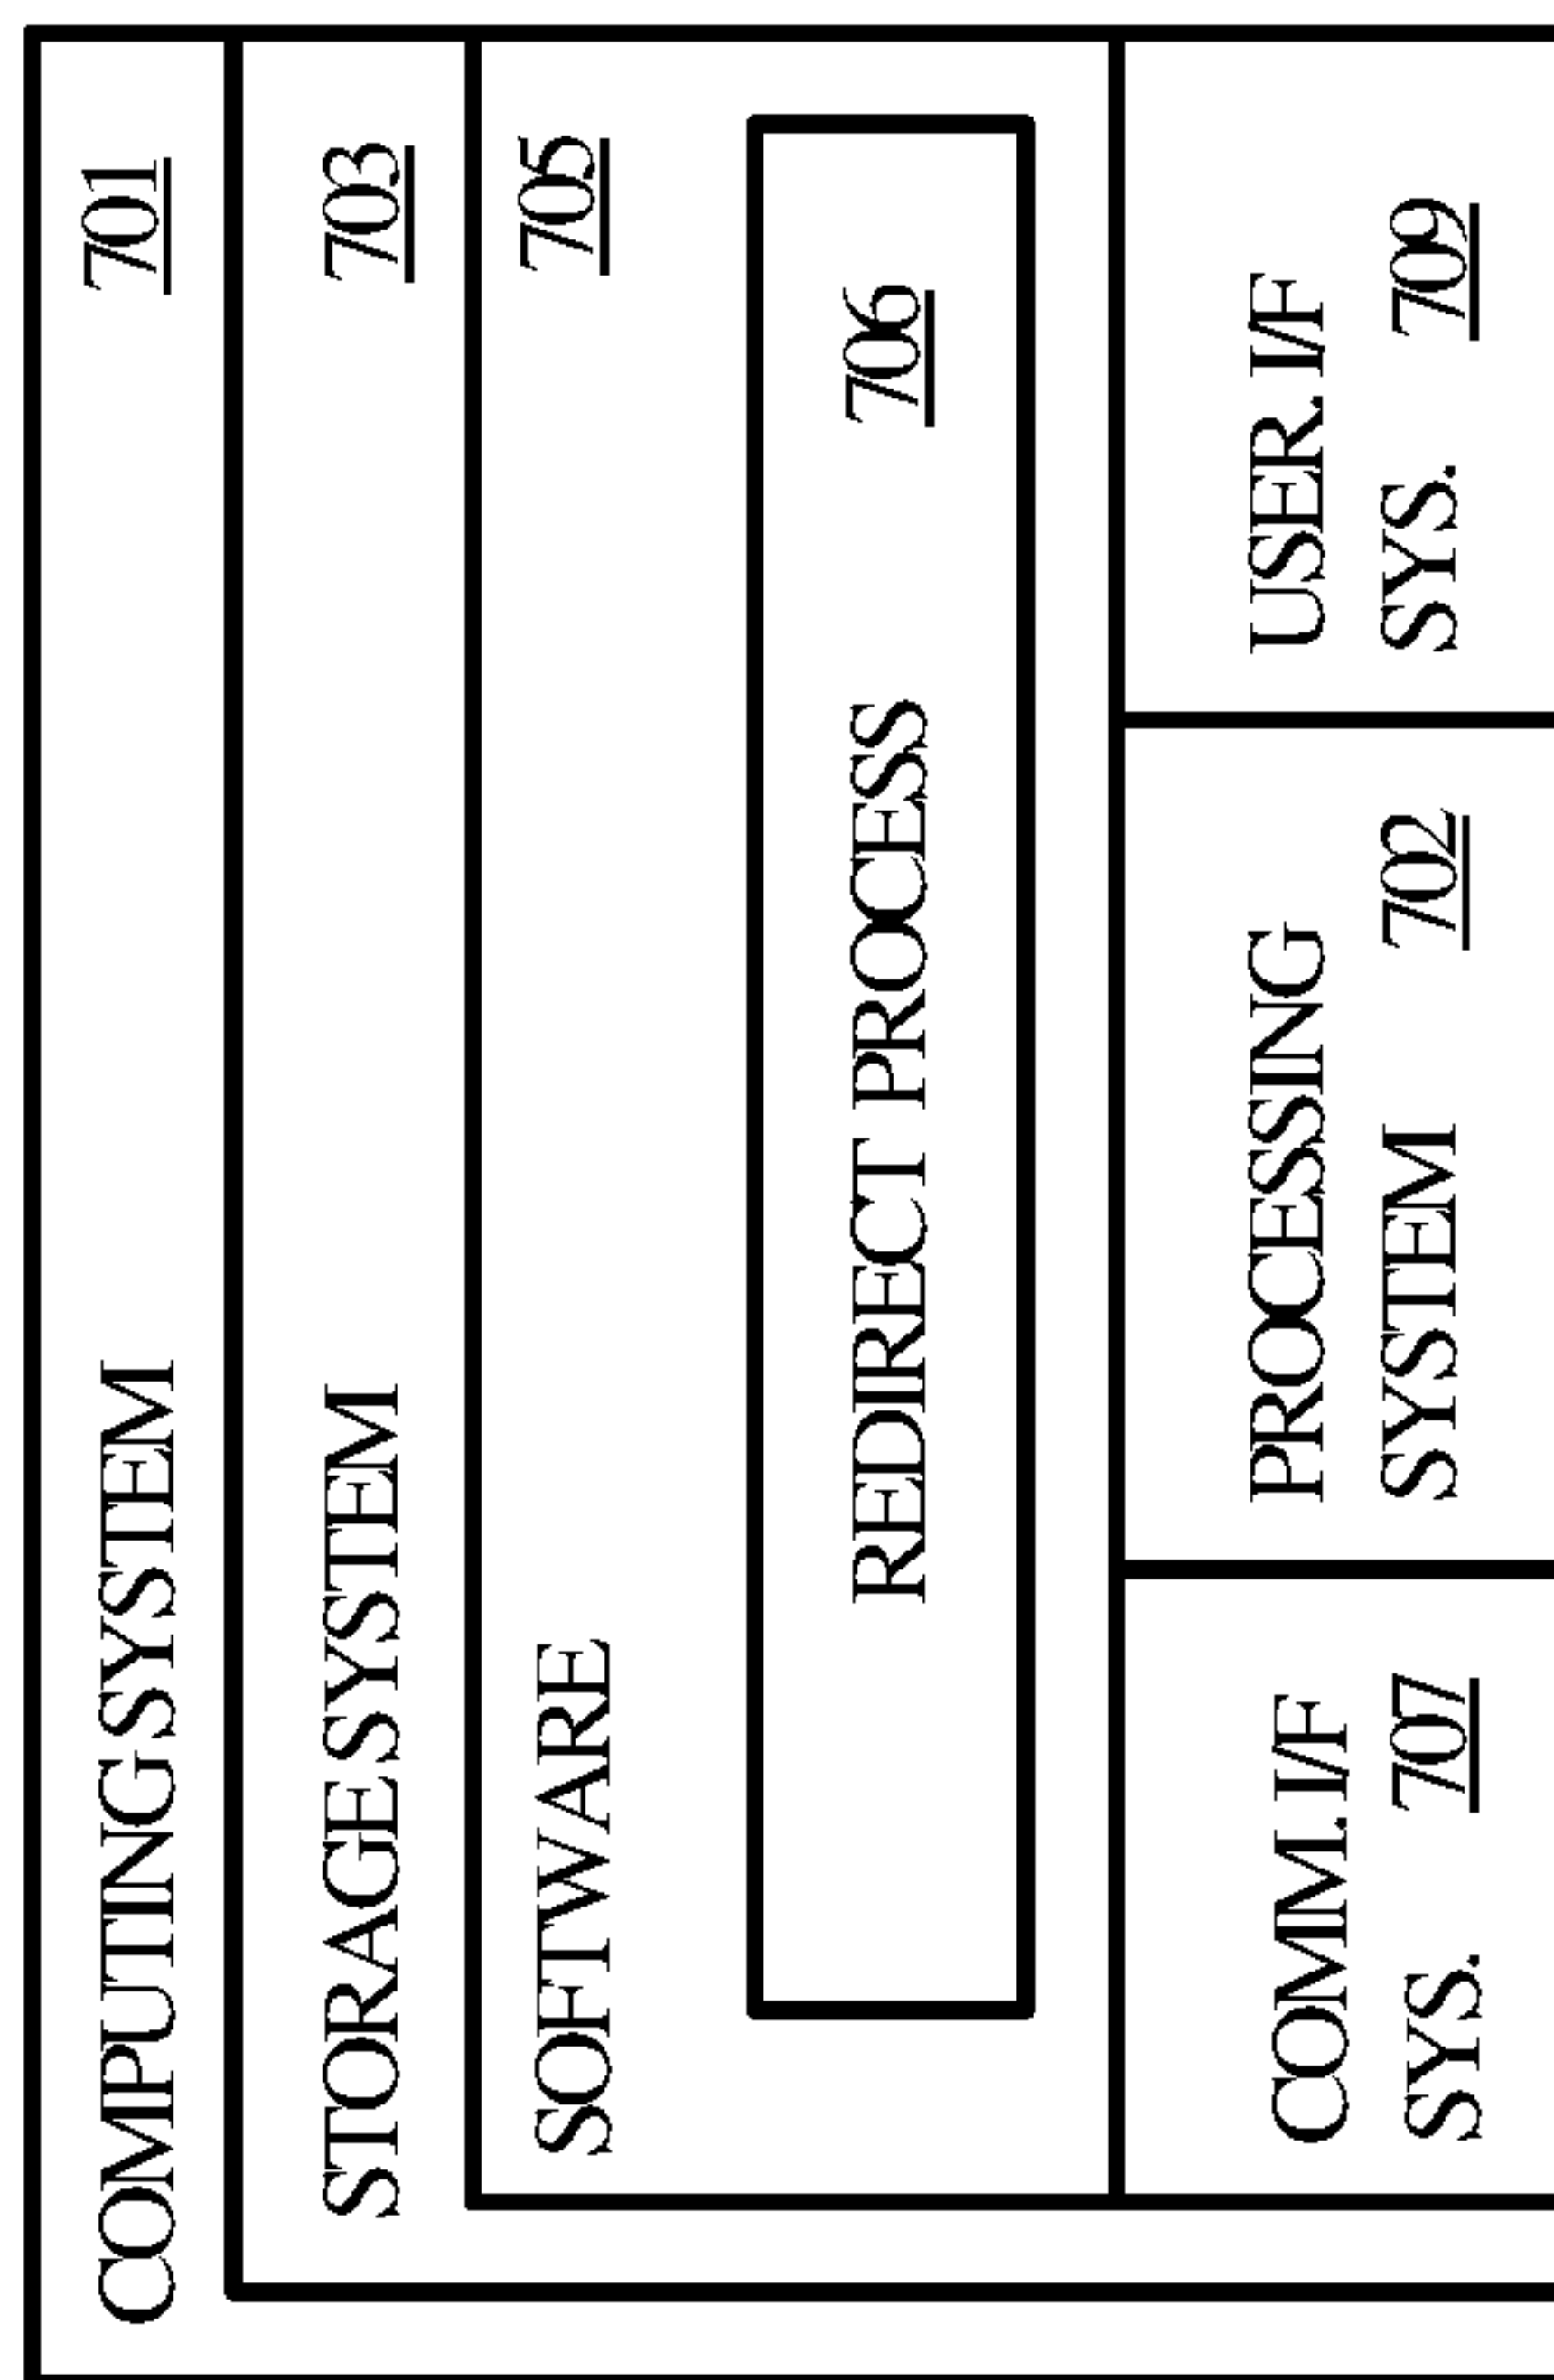 COMPUTING SYSTEM 701
STORAGE SYSTEM 703
SOFTWARE 705
REDIRECT PROCESS 706
COMM. I/F
SYS. 707
PROCESSING
SYSTEM 702
USER. I/F
SYS. 709